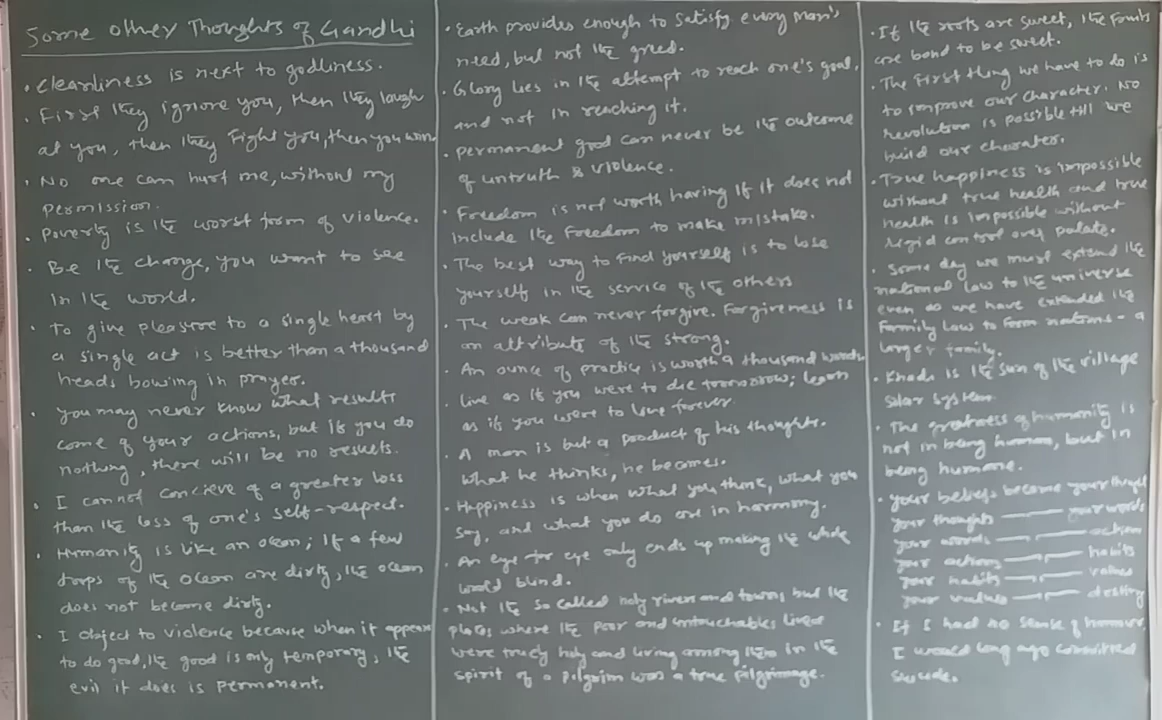 Some other Thoughts of Gandhi
• Cleanliness is next to godliness.
• First they ignore you, then they laugh
at you, then they Fight you, then you win
• No one can hurt me, without my
permission.
• Poverty is the worst form of violence.
• Be the change, you want to see
in the world.
• To give pleasure to a single heart by
a single act is better than a thousand
heads bowing in prayer.
• You may never know what results
come of your actions, but if you do
nothing, there will be no results.
• I cannot concieve of a greater loss
than the loss of one's self-respect.
• Humanity is like an ocean; If a few
drops of the ocean are dirty, the ocean
does not become dirty.
• I object to violence because when it appears
to do good, the good is only temporary, the
evil it does is permanent.
• Earth provides enough to satisfy every man's
need, but not the greed.
• Glory lies in the attempt to reach one's goal,
and not in reaching it.
• permanent good can never be the outcome
of untruth & violence.
• Freedom is not worth having if it does not
include the Freedom to make mistake.
• The best way to find yourself is to lose
yourself in the service of the others
• The weak can never forgive. Forgiveness is
an attribute of the strong.
• An ounce of practice is worth a thousand words.
• Live as if you were to die tomorrow; learn
as if you were to live forever.
• A man is but a product of his thoughts.
What he thinks, he becomes.
• Happiness is when what you think, what you
say, and what you do are in harmony.
• An eye for eye only ends up making the whole
world blind.
• Not the so called holy rivers and towns but the
places where the poor and untouchables lived
were truly holy and living among them in the
spirit of a pilgrim was a true pilgrimage.
• If the roots are sweet, the fruits
are bond to be sweet.
• The first thing we have to do is
to improve our character. No
revolution is possible till we
build our character.
• True happiness is impossible
without true health and true
health is impossible without
rigid control over palate.
• Some day we must extend the
national law to the universe
even as we have extended the
Family law to form nations - a
larger family.
• Khadi is the sun of the village
Solar System.
• The greatness of humanity is
not in being human, but in
being humane.
• your beliefs become your thought
your thoughts —— your words
your words —— —— action
your actions —— —— habits
your habits —— —— values
your values —— —— destiny
• If I had no sense of humour,
I would long ago committed
suicide.